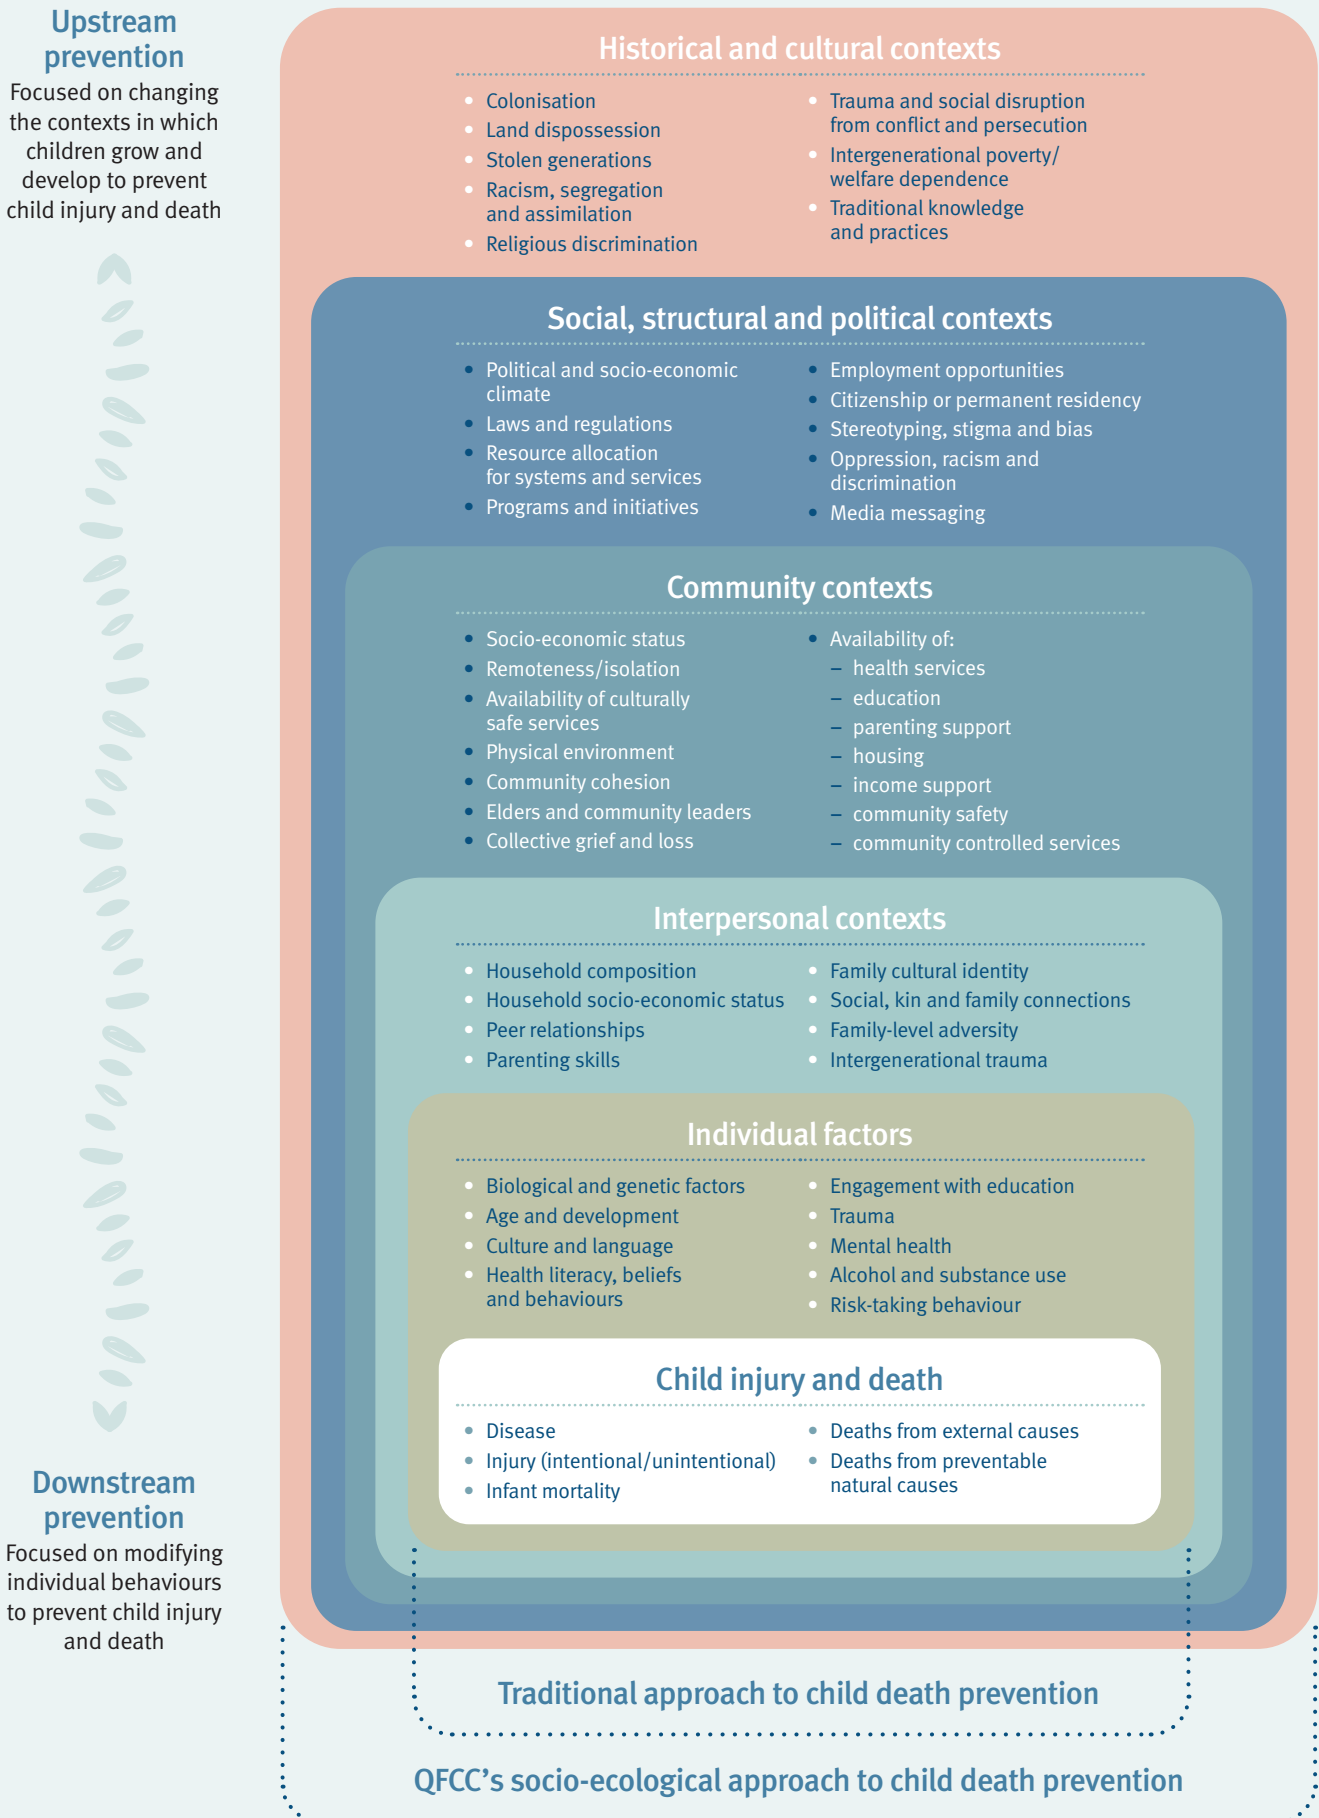 Upstream
prevention
Focused on changing
the contexts in which
children grow and
develop to prevent
child injury and death
Historical and cultural contexts
• Colonisation
• Land dispossession
• Stolen generations
• Racism, segregation
and assimilation
• Religious discrimination
• Trauma and social disruption
from conflict and persecution
• Intergenerational poverty/
welfare dependence
• Traditional knowledge
and practices
Social, structural and political contexts
• Political and socio-economic
climate
• Laws and regulations
• Resource allocation
for systems and services
• Programs and initiatives
• Employment opportunities
• Citizenship or permanent residency
• Stereotyping, stigma and bias
• Oppression, racism and
discrimination
• Media messaging
Community contexts
• Socio-economic status
• Remoteness/isolation
• Availability of culturally
safe services
• Physical environment
• Community cohesion
• Elders and community leaders
• Collective grief and loss
• Availability of:
– health services
– education
– parenting support
– housing
– income support
– community safety
– community controlled services
Interpersonal contexts
• Household composition
• Household socio-economic status
• Peer relationships
• Parenting skills
• Family cultural identity
• Social, kin and family connections
• Family-level adversity
• Intergenerational trauma
Individual factors
• Biological and genetic factors
• Age and development
• Culture and language
• Health literacy, beliefs
and behaviours
• Engagement with education
• Trauma
• Mental health
• Alcohol and substance use
• Risk-taking behaviour
Child injury and death
• Disease
• Injury (intentional/unintentional)
• Infant mortality
• Deaths from external causes
• Deaths from preventable
natural causes
Downstream
prevention
Focused on modifying
individual behaviours
to prevent child injury
and death
Traditional approach to child death prevention
QFCC's socio-ecological approach to child death prevention